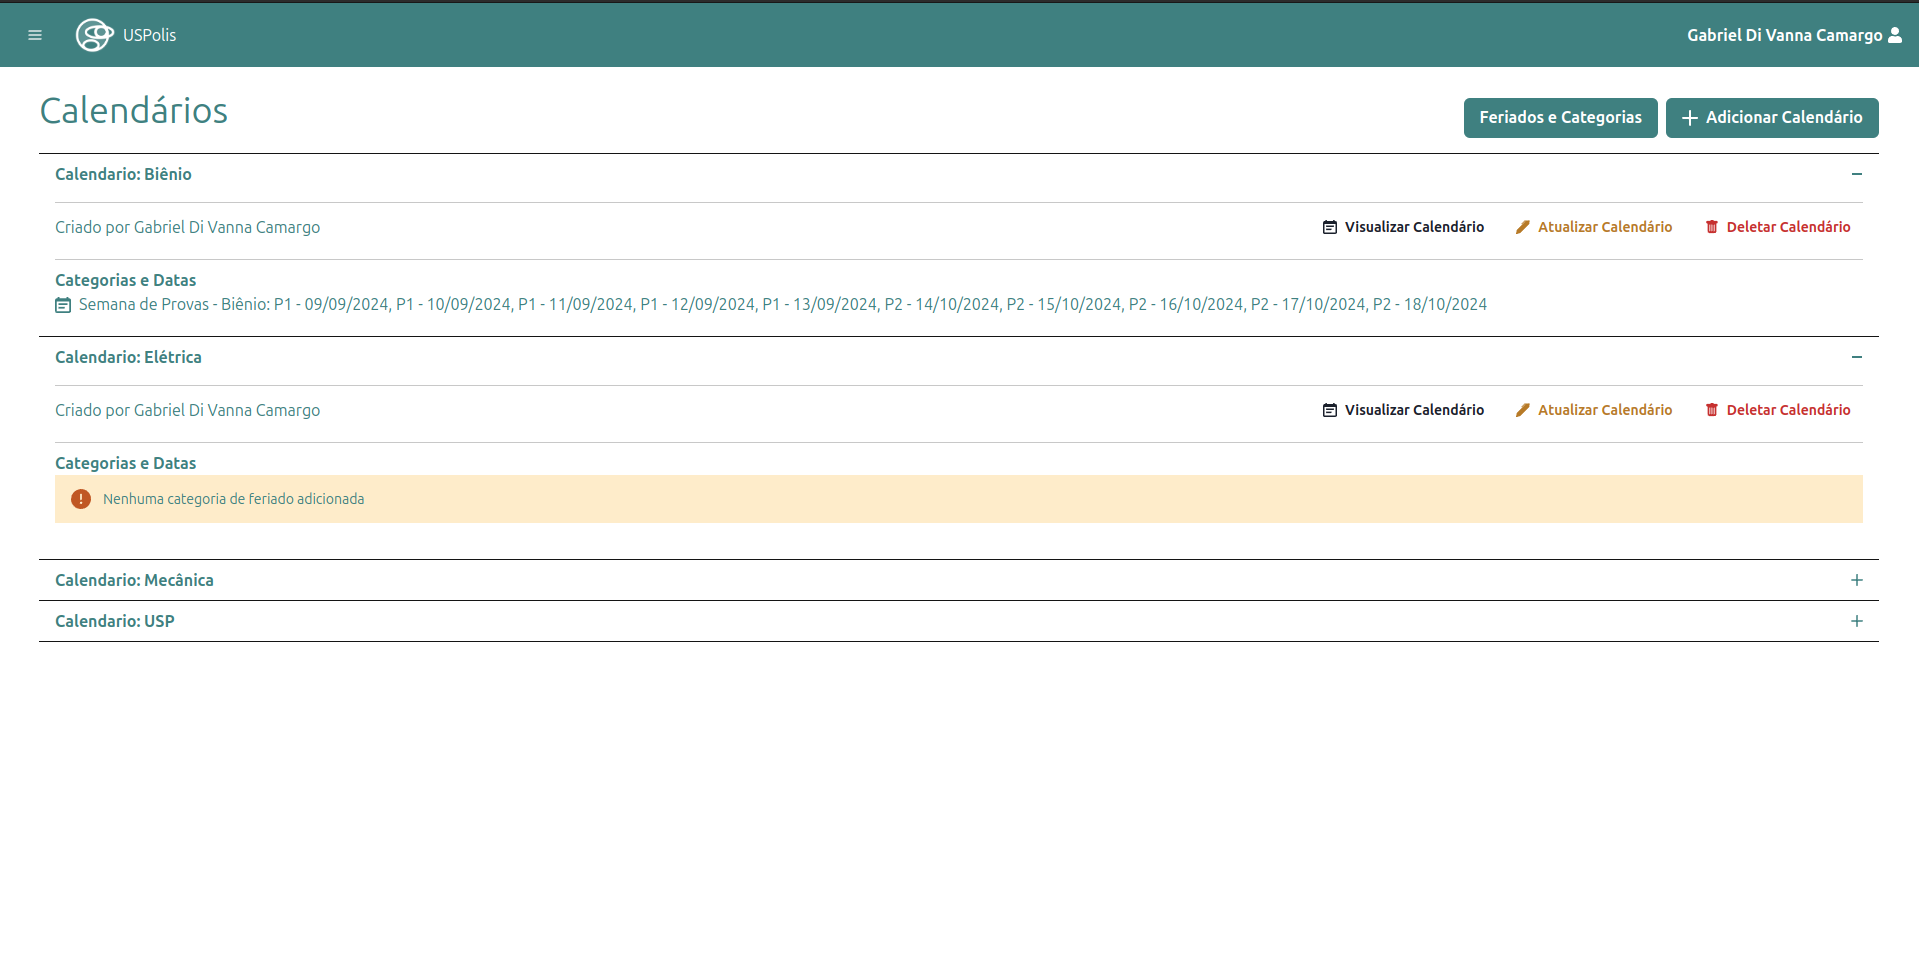 USPolis
Gabriel Di Vanna Camargo
Calendários
Feriados e Categorias
Adicionar Calendário
Calendario: Biênio
Criado por Gabriel Di Vanna Camargo
Visualizar Calendário
Atualizar Calendário
Deletar Calendário
Categorias e Datas
Semana de Provas - Biênio: P1 - 09/09/2024, P1 - 10/09/2024, P1 - 11/09/2024, P1 - 12/09/2024, P1 - 13/09/2024, P2 - 14/10/2024, P2 - 15/10/2024, P2 - 16/10/2024, P2 - 17/10/2024, P2 - 18/10/2024
Calendario: Elétrica
Criado por Gabriel Di Vanna Camargo
Visualizar Calendário
Atualizar Calendário
Deletar Calendário
Categorias e Datas
Nenhuma categoria de feriado adicionada
Calendario: Mecânica
Calendario: USP